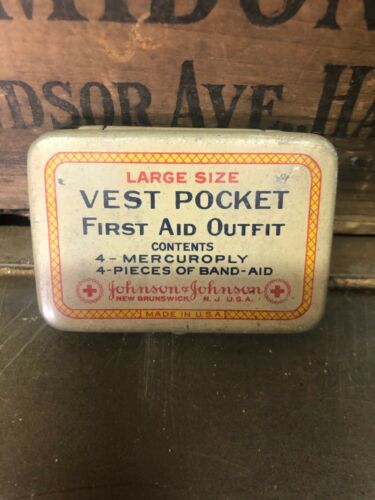 DSOR AVE., HA
LARGE SIZE
VEST POCKET
FIRST AID OUTFIT
CONTENTS
4-MERCUROPLY
4-PIECES OF BAND-AID
Johnson & Johnson
NEW BRUNSWICK, N. J. U.S.A.
MADE IN U.S.A.